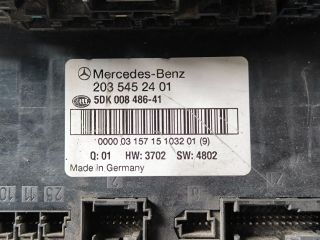 Mercedes-Benz
203 545 24 01
HELLA 5DK 008 486-41
0000 03 157 15 1032 01 (9)
Q: 01 HW: 3702 SW: 4802
Made in Germany